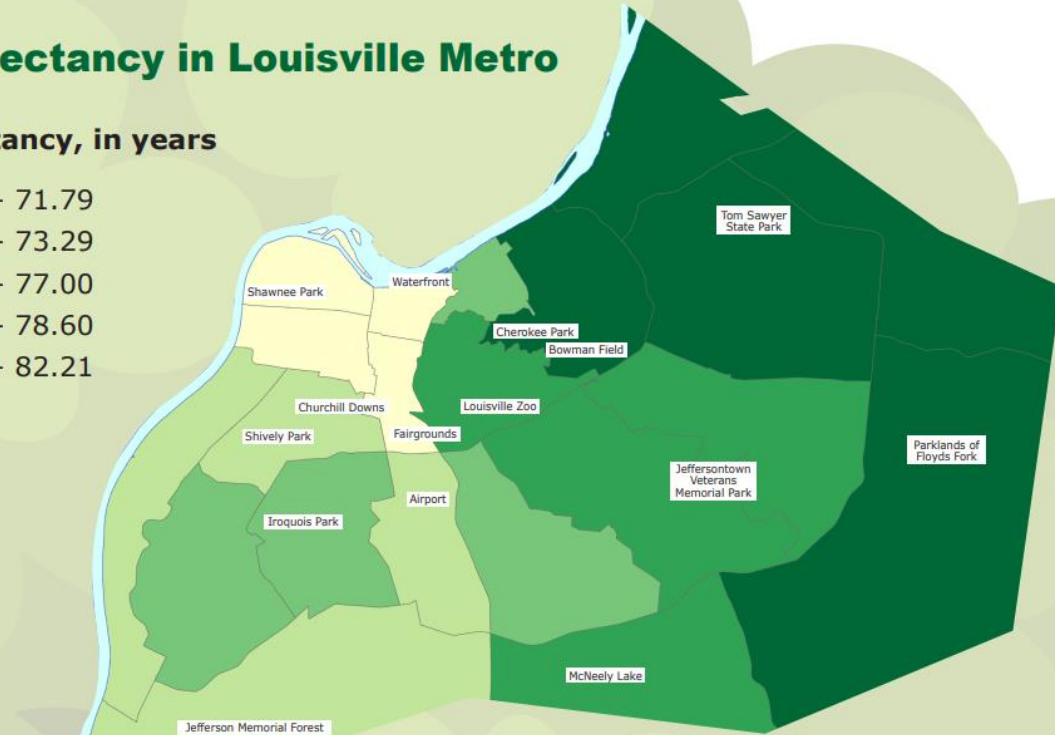 ectancy in Louisville Metro
tancy, in years
- 71.79
- 73.29
- 77.00
- 78.60
- 82.21
Tom Sawyer
State Park
Waterfront
Shawnee Park
Cherokee Park
Bowman Field
Churchill Downs
Louisville Zoo
Shively Park
Fairgrounds
Parklands of
Floyds Fork
Jeffersontown
Veterans
Memorial Park
Airport
Iroquois Park
McNeely Lake
Jefferson Memorial Forest